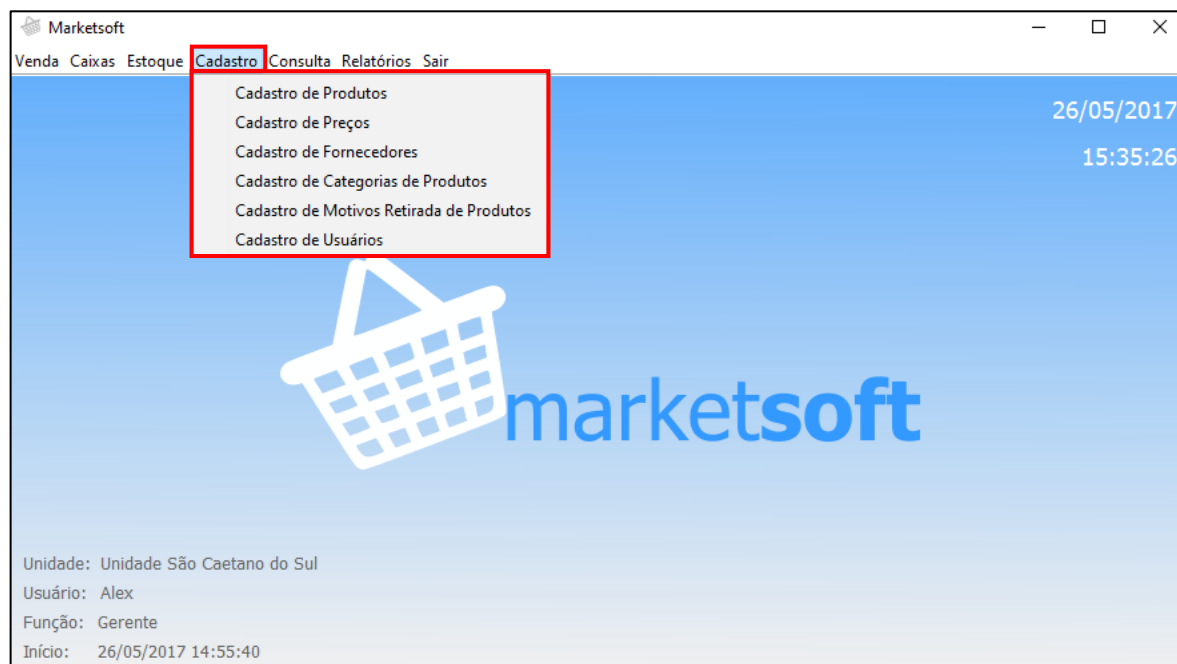 Marketsoft
Venda Caixas Estoque Cadastro Consulta Relatórios Sair
Cadastro de Produtos
Cadastro de Preços
Cadastro de Fornecedores
Cadastro de Categorias de Produtos
Cadastro de Motivos Retirada de Produtos
Cadastro de Usuários
26/05/2017
15:35:26
marketsoft
Unidade: Unidade São Caetano do Sul
Usuário: Alex
Função: Gerente
Início: 26/05/2017 14:55:40